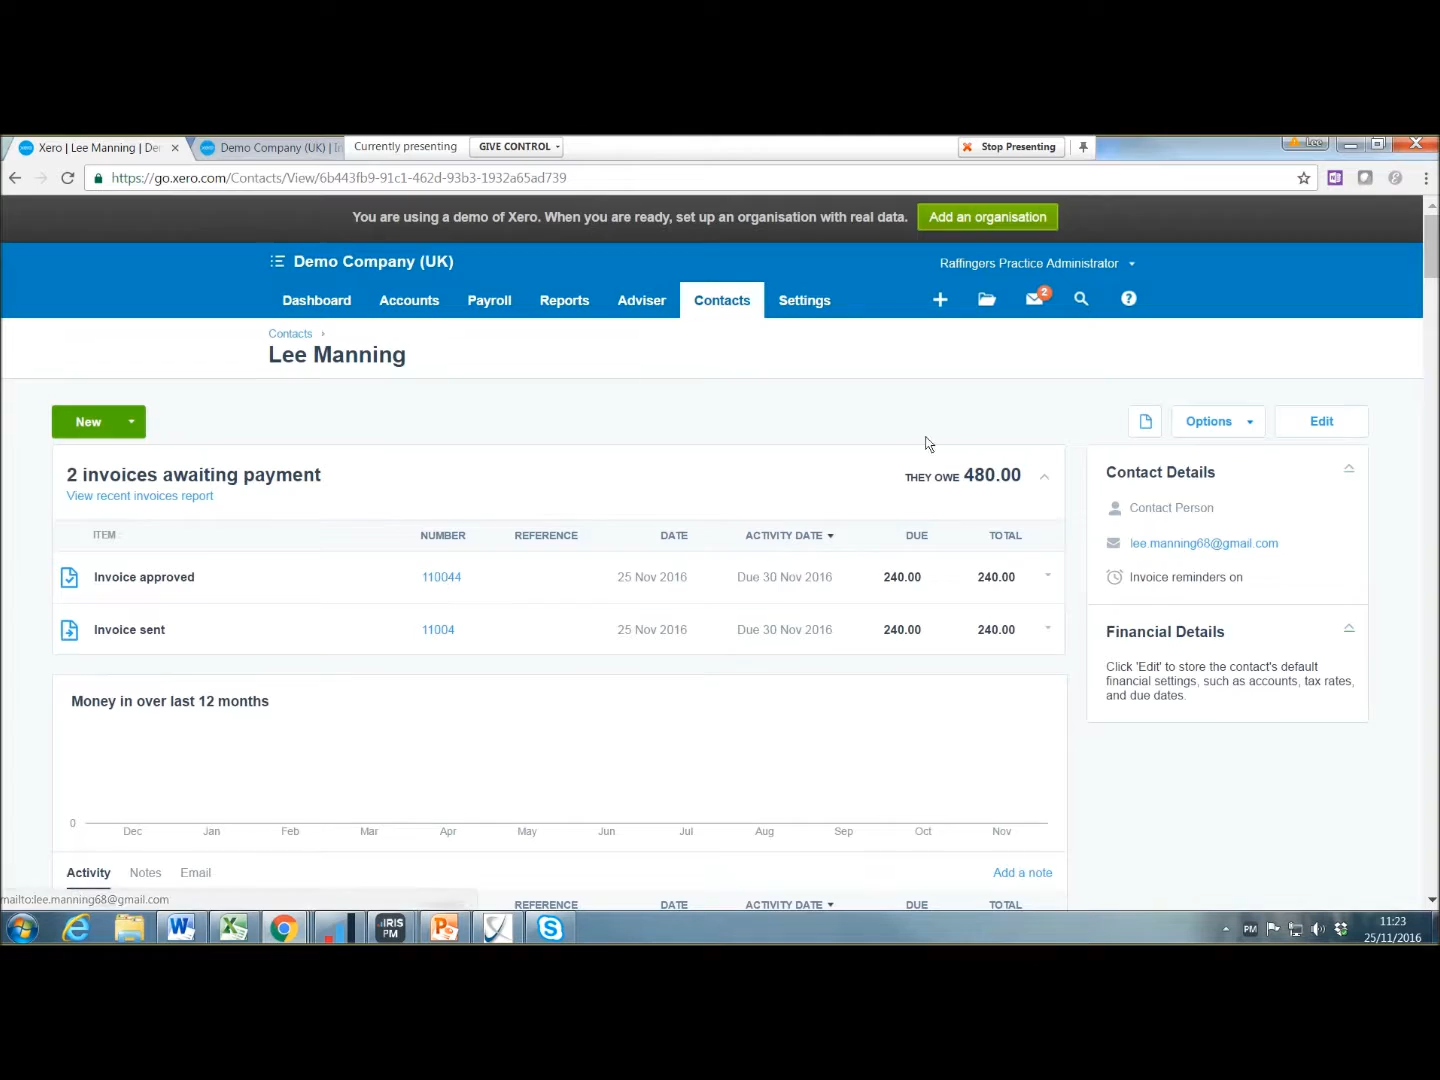 Xero | Lee Manning | De
Demo Company (UK) | In
Currently presenting
GIVE CONTROL
Stop Presenting
Lee
https://go.xero.com/Contacts/View/6b443fb9-91c1-462d-93b3-1932a65ad739
You are using a demo of Xero. When you are ready, set up an organisation with real data.
Add an organisation
Demo Company (UK)
Raffingers Practice Administrator
Dashboard Accounts Payroll Reports Adviser Contacts Settings
2
Contacts
Lee Manning
New
Options
Edit
2 invoices awaiting payment
THEY OWE 480.00
View recent invoices report
ITEM NUMBER REFERENCE DATE ACTIVITY DATE DUE TOTAL
Invoice approved 110044 25 Nov 2016 Due 30 Nov 2016 240.00 240.00
Invoice sent 11004 25 Nov 2016 Due 30 Nov 2016 240.00 240.00
Contact Details
Contact Person
lee.manning68@gmail.com
Invoice reminders on
Financial Details
Click 'Edit' to store the contact's default
financial settings, such as accounts, tax rates,
and due dates.
Money in over last 12 months
0
Dec Jan Feb Mar Apr May Jun Jul Aug Sep Oct Nov
Activity Notes Email
Add a note
mailto:lee.manning68@gmail.com
REFERENCE DATE ACTIVITY DATE DUE TOTAL
IRIS
PM
PM
11:23
25/11/2016